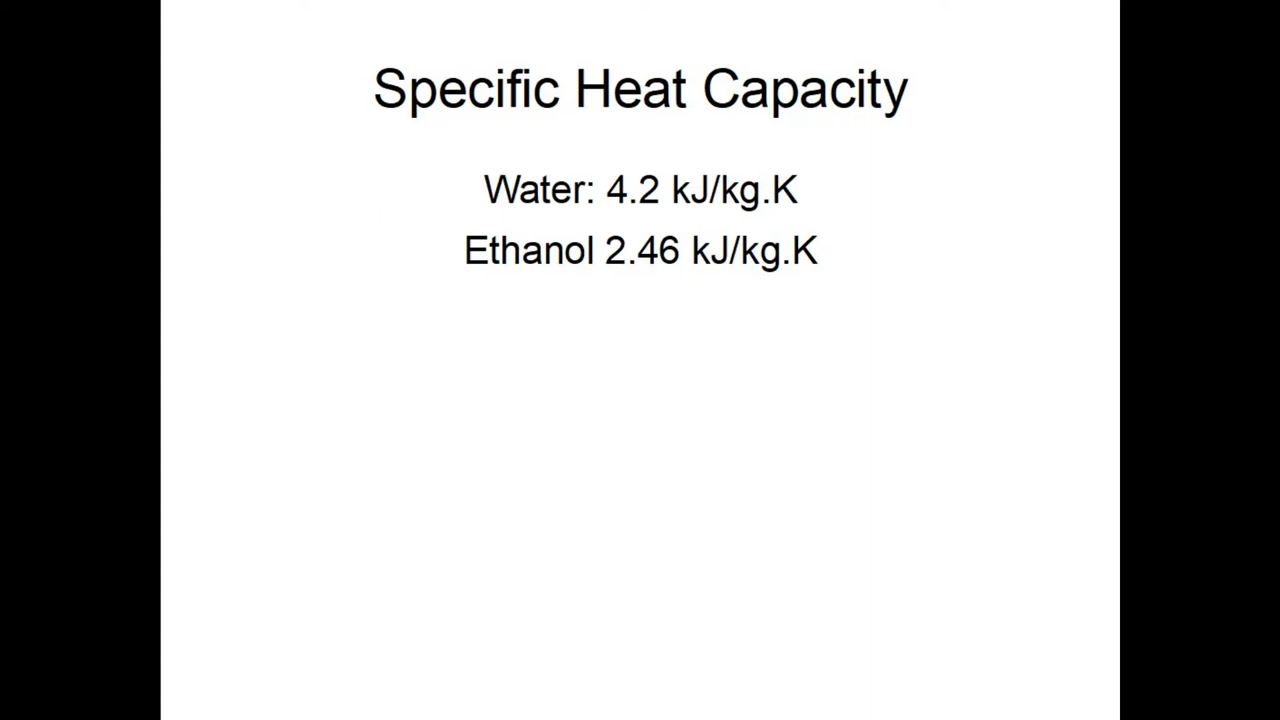 Specific Heat Capacity
Water: 4.2 kJ/kg.K
Ethanol 2.46 kJ/kg.K